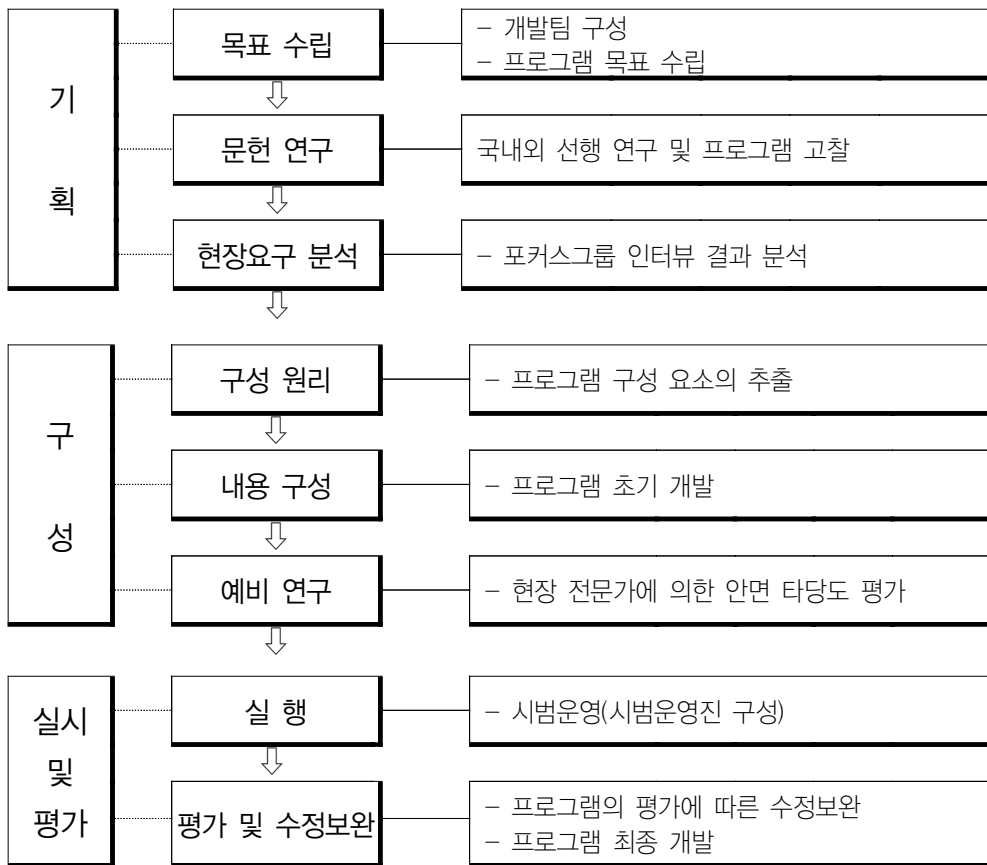 기
획
목표 수립
– 개발팀 구성
– 프로그램 목표 수립
문헌 연구
국내외 선행 연구 및 프로그램 고찰
현장요구 분석
– 포커스그룹 인터뷰 결과 분석
구
성
구성 원리
– 프로그램 구성 요소의 추출
내용 구성
– 프로그램 초기 개발
예비 연구
– 현장 전문가에 의한 안면 타당도 평가
실시
및
평가
실 행
– 시범운영(시범운영진 구성)
평가 및 수정보완
– 프로그램의 평가에 따른 수정보완
– 프로그램 최종 개발